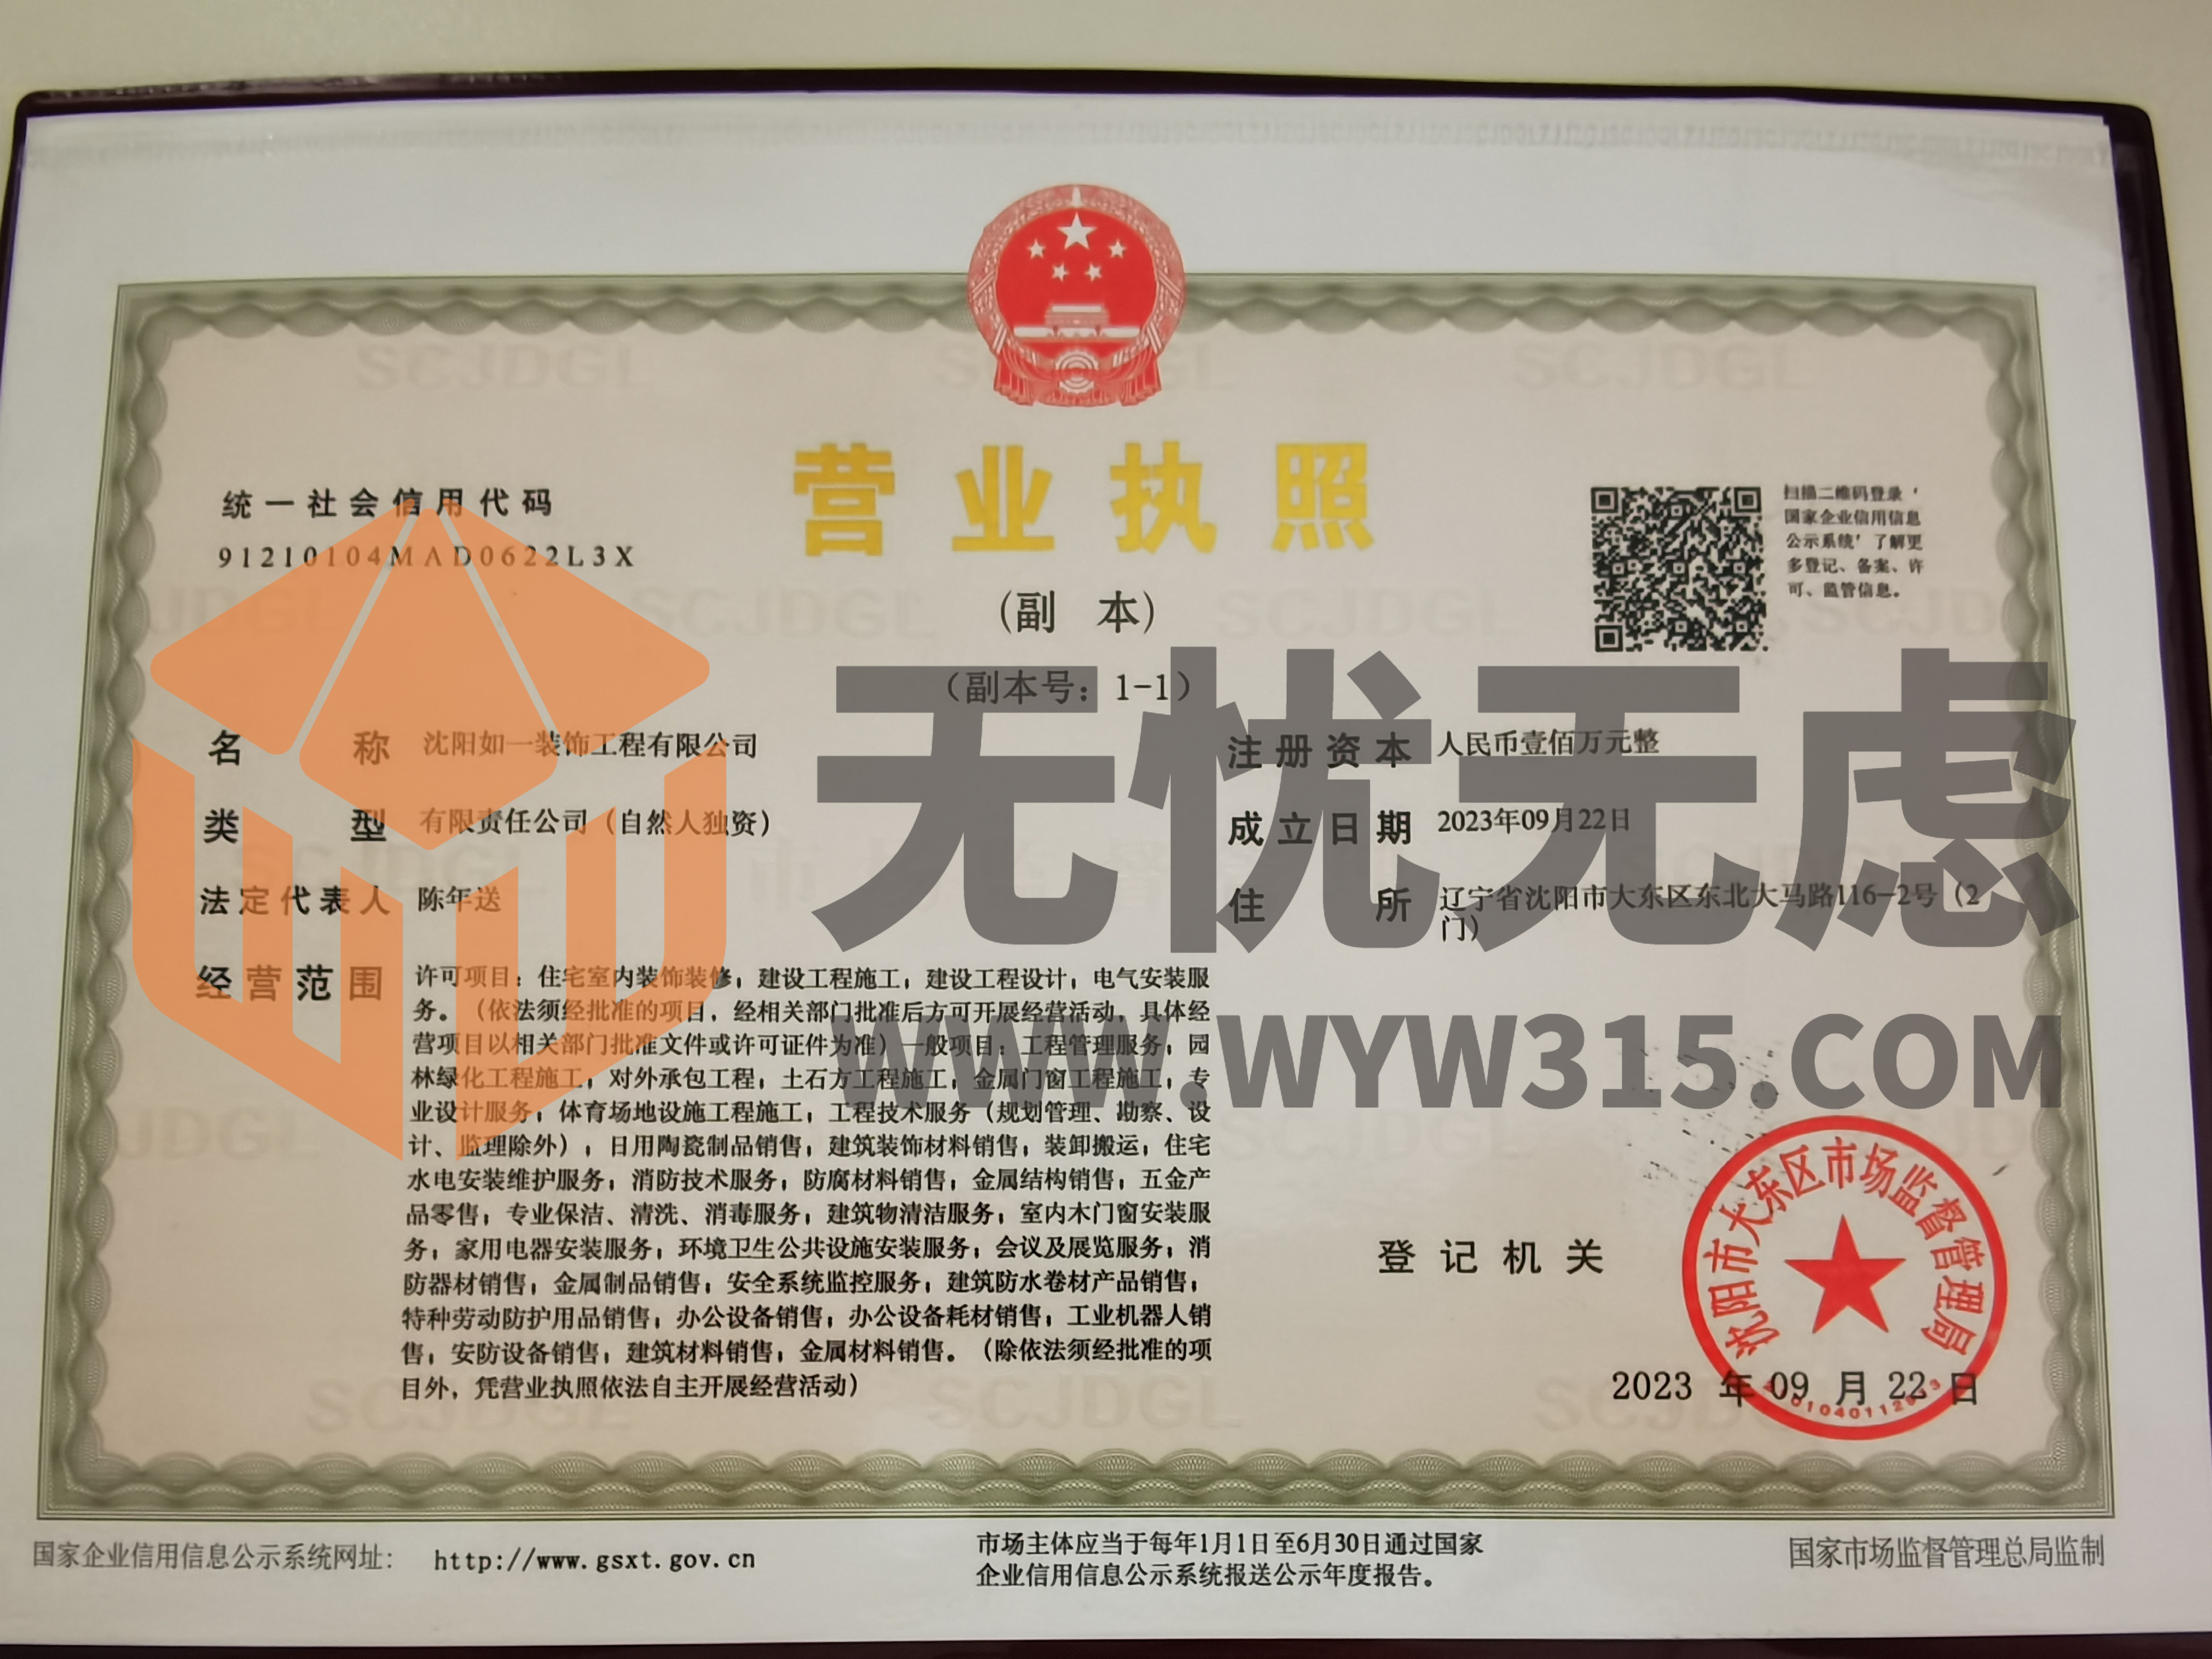 营业执照
(副 本)
(副本号：1-1)
统一社会信用代码
91210104MAD0622L3X
扫描二维码登录'
国家企业信用信息
公示系统'了解更
多登记、备案、许
可、监管信息。
名 称 沈阳如一装饰工程有限公司
类 型 有限责任公司（自然人独资）
法定代表人 陈年送
经营范围 许可项目：住宅室内装饰装修；建设工程施工；建设工程设计；电气安装服
务。（依法须经批准的项目，经相关部门批准后方可开展经营活动，具体经
营项目以相关部门批准文件或许可证件为准）一般项目：工程管理服务；园
林绿化工程施工；对外承包工程；土石方工程施工；金属门窗工程施工；专
业设计服务；体育场地设施工程施工；工程技术服务（规划管理、勘察、设
计、监理除外）；日用陶瓷制品销售；建筑装饰材料销售；装卸搬运；住宅
水电安装维护服务；消防技术服务；防腐材料销售；金属结构销售；五金产
品零售；专业保洁、清洗、消毒服务；建筑物清洁服务；室内木门窗安装服
务；家用电器安装服务；环境卫生公共设施安装服务；会议及展览服务；消
防器材销售；金属制品销售；安全系统监控服务；建筑防水卷材产品销售；
特种劳动防护用品销售；办公设备销售；办公设备耗材销售；工业机器人销
售；安防设备销售；建筑材料销售；金属材料销售。（除依法须经批准的项
目外，凭营业执照依法自主开展经营活动）
注册资本 人民币壹佰万元整
成立日期 2023年09月22日
住 所 辽宁省沈阳市大东区东北大马路116-2号（2
门）
无忧无虑
WWW.WYW315.COM
登记机关
沈阳市大东区市场监督管理局
2023 年 09 月 22 日
国家企业信用信息公示系统网址： http://www.gsxt.gov.cn
市场主体应当于每年1月1日至6月30日通过国家
企业信用信息公示系统报送公示年度报告。
国家市场监督管理总局监制